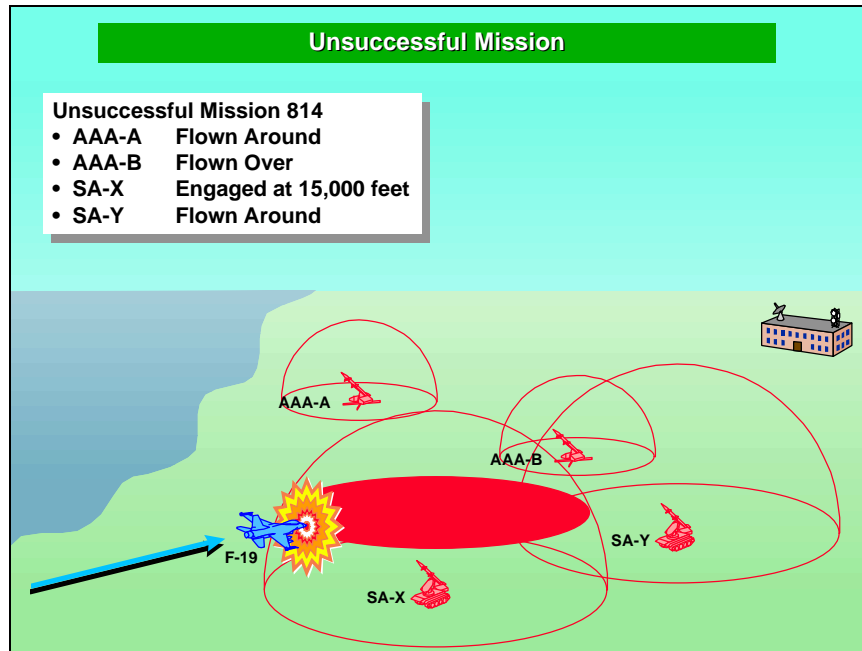 Unsuccessful Mission
Unsuccessful Mission 814
• AAA-A Flown Around
• AAA-B Flown Over
• SA-X Engaged at 15,000 feet
• SA-Y Flown Around
AAA-A
AAA-B
SA-Y
F-19
SA-X